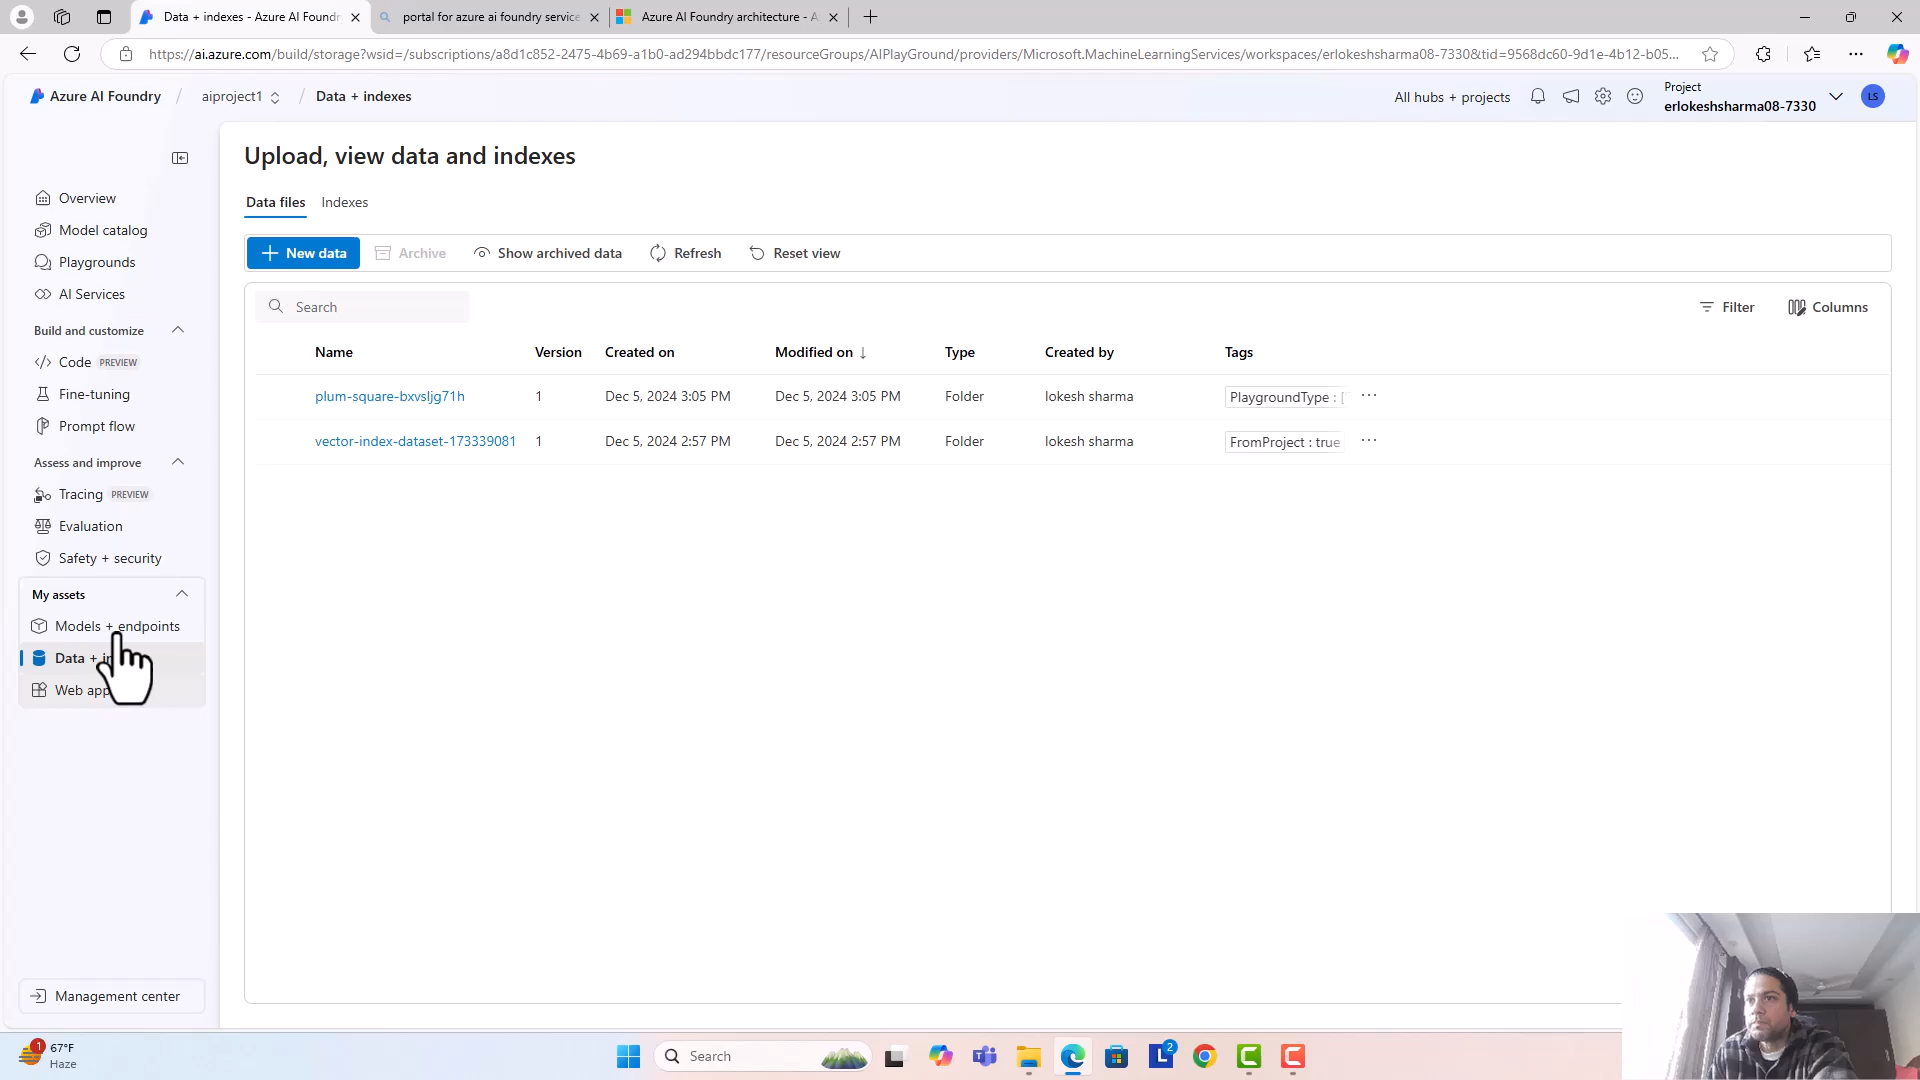 Data + indexes - Azure AI Foundry
portal for azure ai foundry service
Azure AI Foundry architecture - A
https://ai.azure.com/build/storage?wsid=/subscriptions/a8d1c852-2475-4b69-a1b0-ad294bbdc177/resourceGroups/AIPlayGround/providers/Microsoft.MachineLearningServices/workspaces/erlokeshsharma08-7330&tid=9568dc60-9d1e-4b12-b05...
Azure AI Foundry / aiproject1 / Data + indexes
All hubs + projects
Project
erlokeshsharma08-7330
LS
Upload, view data and indexes
Data files Indexes
New data Archive Show archived data Refresh Reset view
Search
Filter Columns
Name Version Created on Modified on ↓ Type Created by Tags
plum-square-bxvsljg71h 1 Dec 5, 2024 3:05 PM Dec 5, 2024 3:05 PM Folder lokesh sharma PlaygroundType : [" ...
vector-index-dataset-173339081 1 Dec 5, 2024 2:57 PM Dec 5, 2024 2:57 PM Folder lokesh sharma FromProject : true ...
Overview
Model catalog
Playgrounds
AI Services
Build and customize
Code PREVIEW
Fine-tuning
Prompt flow
Assess and improve
Tracing PREVIEW
Evaluation
Safety + security
My assets
Models + endpoints
Data +
Web app
Management center
1
67°F
Haze
Search
L
2